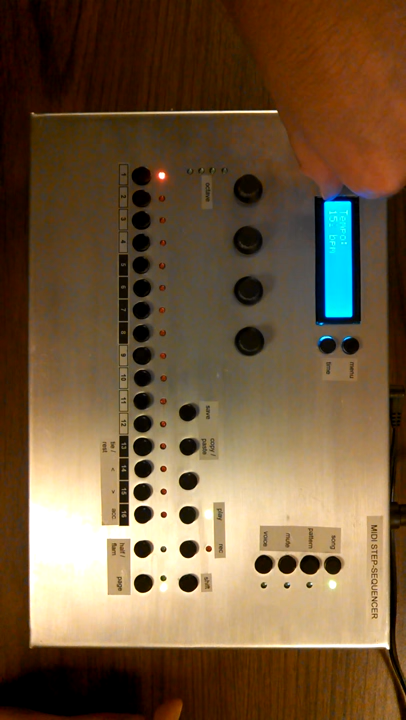 MIDI STEP-SEQUENCER
Tempo:
bpm
menu
time
song
pattern
mute
voice
octave
save
copy /
paste
play
rec
shift
1
2
3
4
5
6
7
8
9
10
11
12
13
14
15
16
tie /
rest
<
>
acc
half /
flam
page